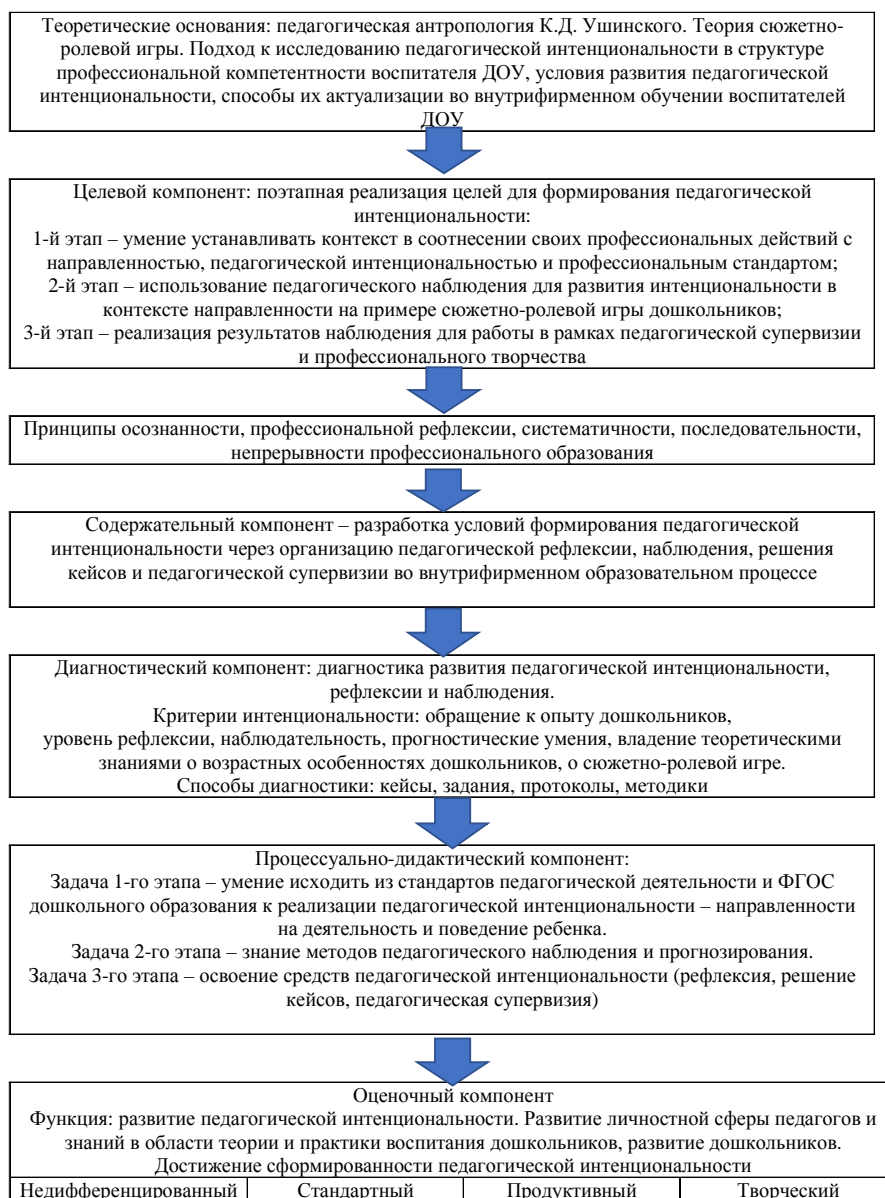 Теоретические основания: педагогическая антропология К.Д. Ушинского. Теория сюжетно-
ролевой игры. Подход к исследованию педагогической интенциональности в структуре
профессиональной компетентности воспитателя ДОУ, условия развития педагогической
интенциональности, способы их актуализации во внутрифирменном обучении воспитателей
ДОУ
Целевой компонент: поэтапная реализация целей для формирования педагогической
интенциональности:
1-й этап – умение устанавливать контекст в соотнесении своих профессиональных действий с
направленностью, педагогической интенциональностью и профессиональным стандартом;
2-й этап – использование педагогического наблюдения для развития интенциональности в
контексте направленности на примере сюжетно-ролевой игры дошкольников;
3-й этап – реализация результатов наблюдения для работы в рамках педагогической супервизии
и профессионального творчества
Принципы осознанности, профессиональной рефлексии, систематичности, последовательности,
непрерывности профессионального образования
Содержательный компонент – разработка условий формирования педагогической
интенциональности через организацию педагогической рефлексии, наблюдения, решения
кейсов и педагогической супервизии во внутрифирменном образовательном процессе
Диагностический компонент: диагностика развития педагогической интенциональности,
рефлексии и наблюдения.
Критерии интенциональности: обращение к опыту дошкольников,
уровень рефлексии, наблюдательность, прогностические умения, владение теоретическими
знаниями о возрастных особенностях дошкольников, о сюжетно-ролевой игре.
Способы диагностики: кейсы, задания, протоколы, методики
Процессуально-дидактический компонент:
Задача 1-го этапа – умение исходить из стандартов педагогической деятельности и ФГОС
дошкольного образования к реализации педагогической интенциональности – направленности
на деятельность и поведение ребенка.
Задача 2-го этапа – знание методов педагогического наблюдения и прогнозирования.
Задача 3-го этапа – освоение средств педагогической интенциональности (рефлексия, решение
кейсов, педагогическая супервизия)
Оценочный компонент
Функция: развитие педагогической интенциональности. Развитие личностной сферы педагогов и
знаний в области теории и практики воспитания дошкольников, развитие дошкольников.
Достижение сформированности педагогической интенциональности
Недифференцированный Стандартный Продуктивный Творческий